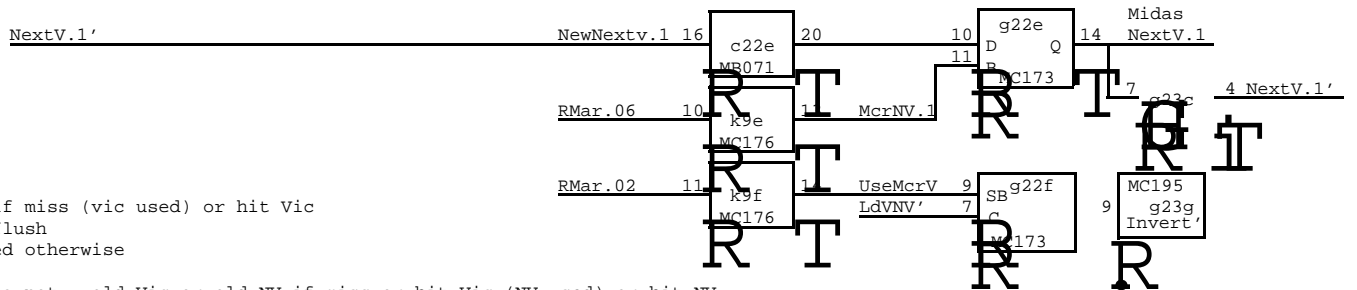 Midas
NextV.1' NewNextv.1 16 c22e 20 10 g22e 14 NextV.1
D Q
11 B
MB071 MC173
R T R T 7 g23c 4 NextV.1'
RMar.06 10 k9e McrNV.1 R
MC176 G T
R T R
RMar.02 11 k9f UseMcrV 9 SB g22f MC195
LdVNV' 7 C 9 g23g
MC176 MC173 Invert'
R T R R
if miss (vic used) or hit Vic
flush
ed otherwise